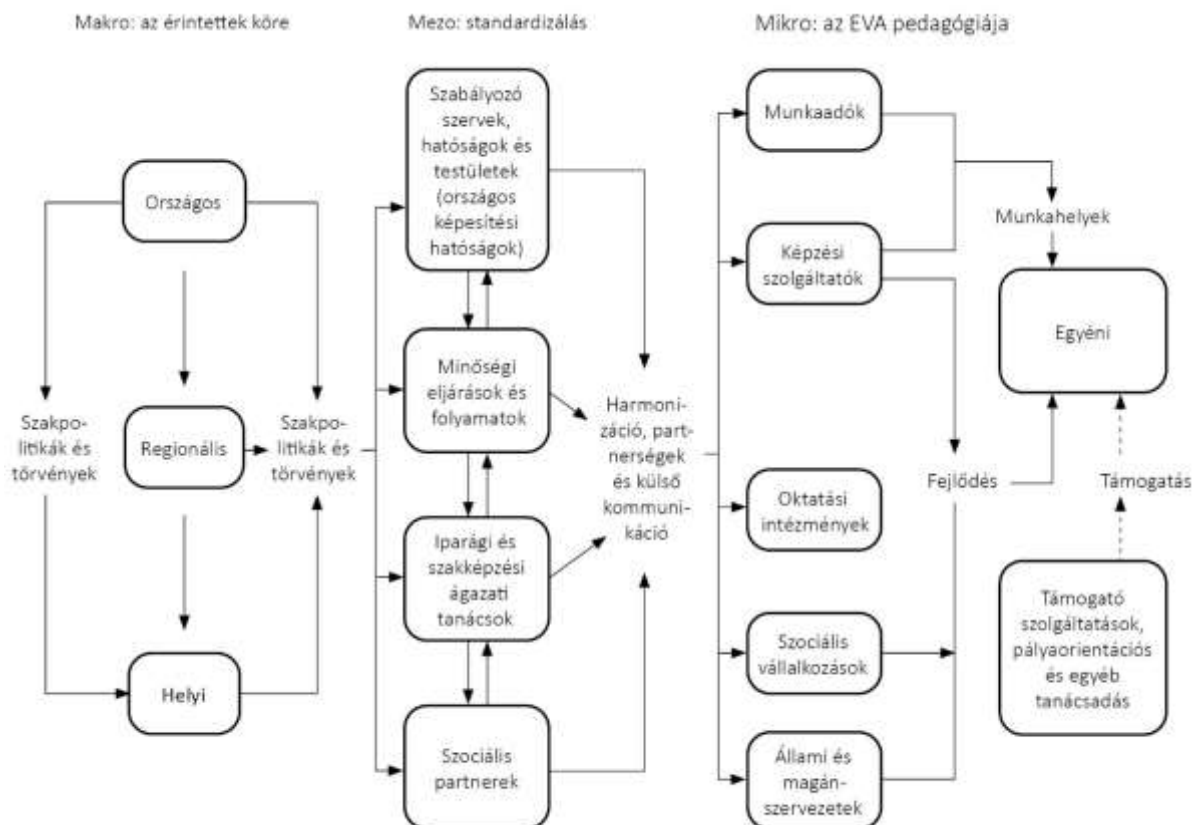 Makro: az érintettek köre
Mezo: standardizálás
Mikro: az EVA pedagógiája
Országos
Szakpo-
litikák és
törvények
Regionális
Szakpo-
litikák és
törvények
Helyi
Szabályozó
szervek,
hatóságok és
testületek
(országos
képesítési
hatóságok)
Minőségi
eljárások és
folyamatok
Iparági és
szakképzési
ágazati
tanácsok
Szociális
partnerek
Harmoni-
záció, part-
nerségek
és külső
kommuni-
káció
Munkaadók
Képzési
szolgáltatók
Oktatási
intézmények
Szociális
vállalkozások
Állami és
magán-
szervezetek
Munkahelyek
Egyéni
Fejlődés
Támogatás
Támogató
szolgáltatások,
pályaorientációs
és egyéb
tanácsadás